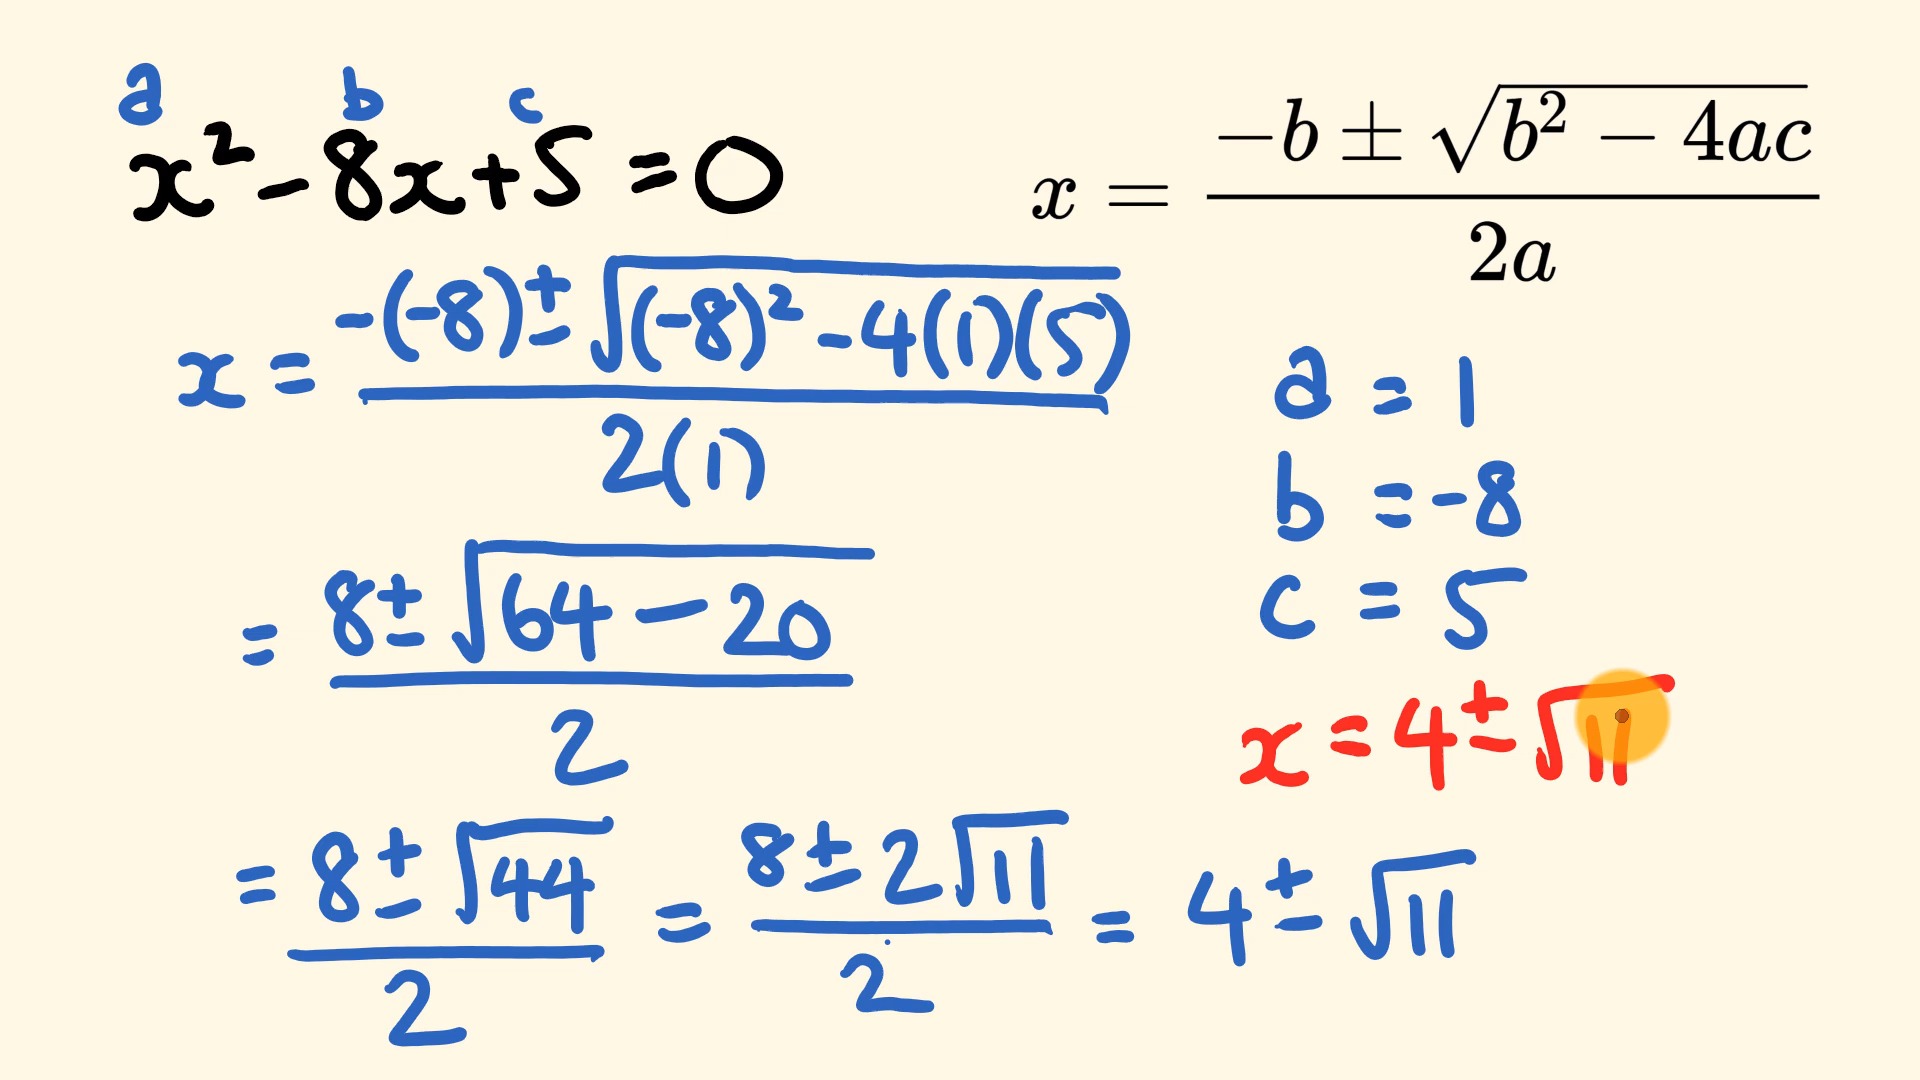 a b c
x² - 8x + 5 = 0
x = (-b ± √(b² - 4ac)) / 2a
x = (-(-8) ± √((-8)² - 4(1)(5))) / 2(1)
a = 1
b = -8
c = 5
= (8 ± √(64 - 20)) / 2
x = 4 ± √11
= (8 ± √44) / 2 = (8 ± 2√11) / 2 = 4 ± √11